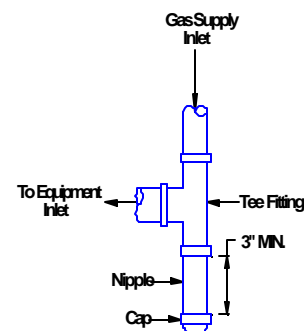 Gas Supply
Inlet
To Equipment
Inlet
Tee Fitting
3" MIN.
Nipple
Cap